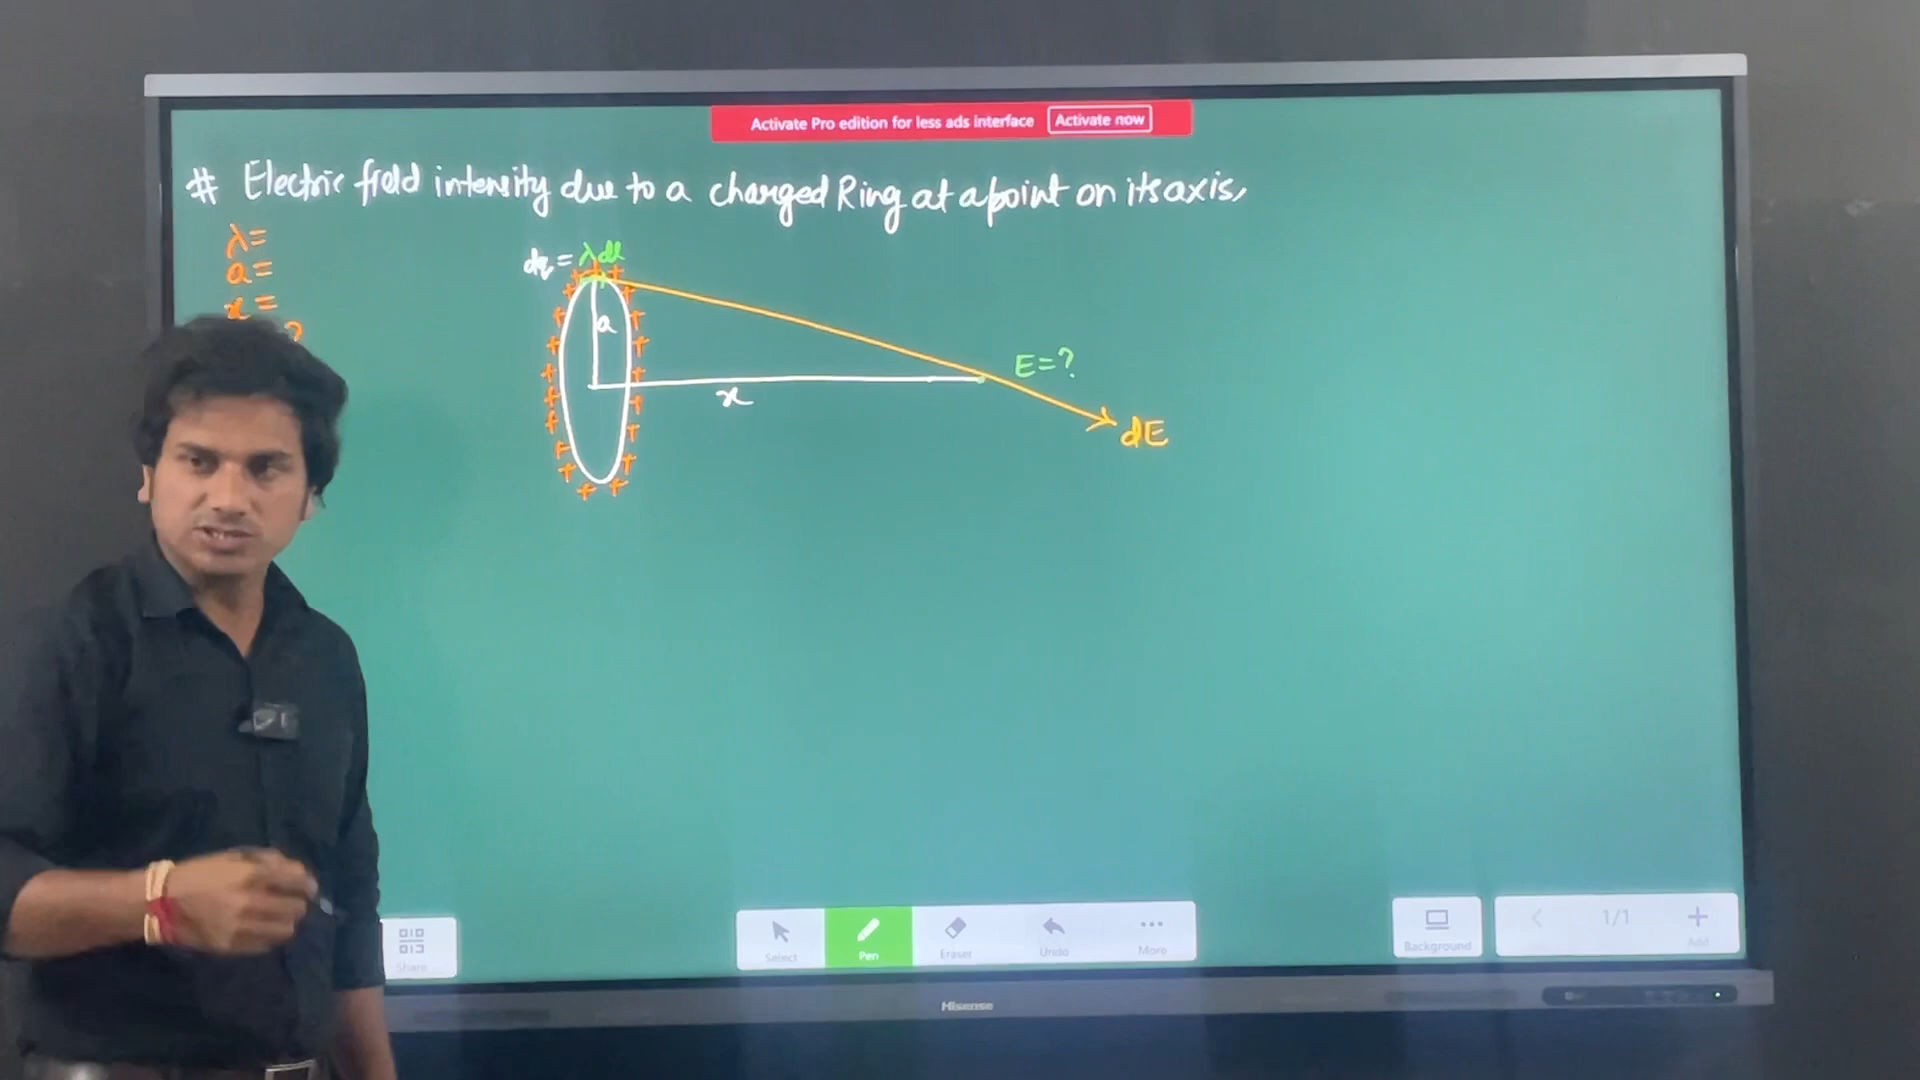 Activate Pro edition for less ads interface Activate now
# Electric field intensity due to a charged Ring at a point on its axis,
λ=
a=
x=
?
dq = λdl
a
x
E=?
dE
Share
Select
Pen
Eraser
Undo
More
Background
1/1
Add
Hisense